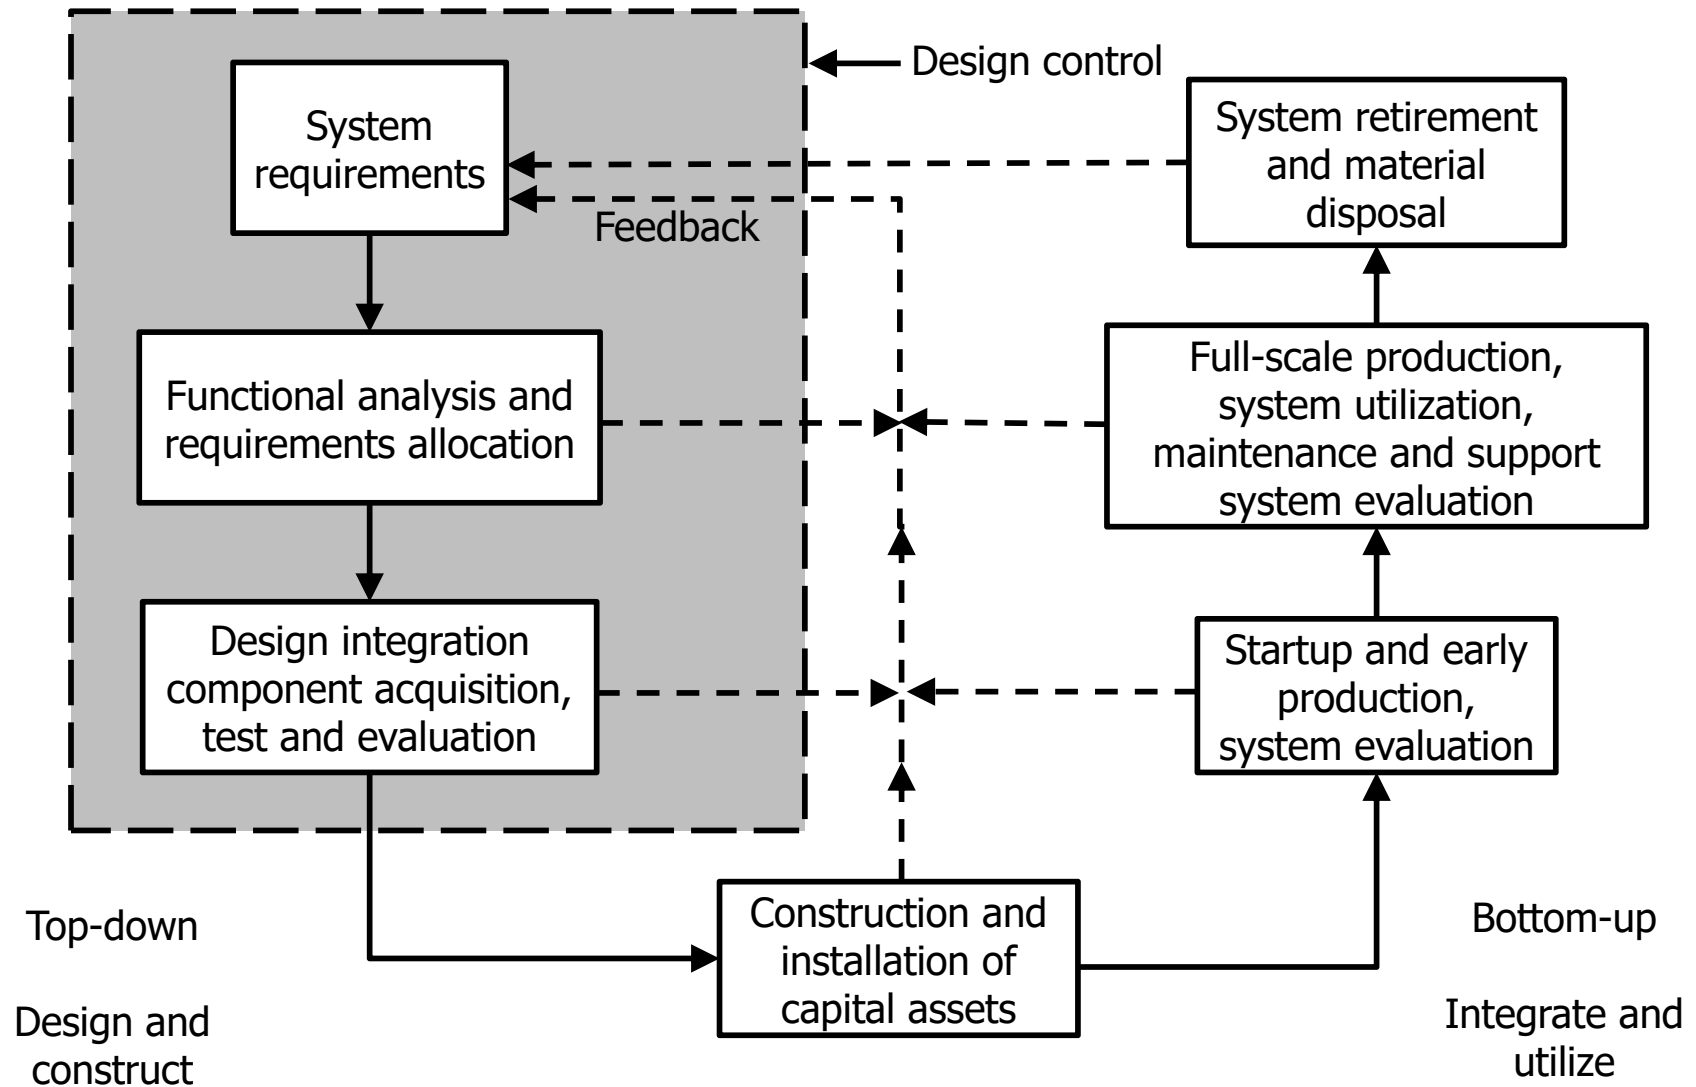 Design control
System
requirements
Feedback
System retirement
and material
disposal
Functional analysis and
requirements allocation
Full-scale production,
system utilization,
maintenance and support
system evaluation
Design integration
component acquisition,
test and evaluation
Startup and early
production,
system evaluation
Construction and
installation of
capital assets
Top-down
Design and
construct
Bottom-up
Integrate and
utilize